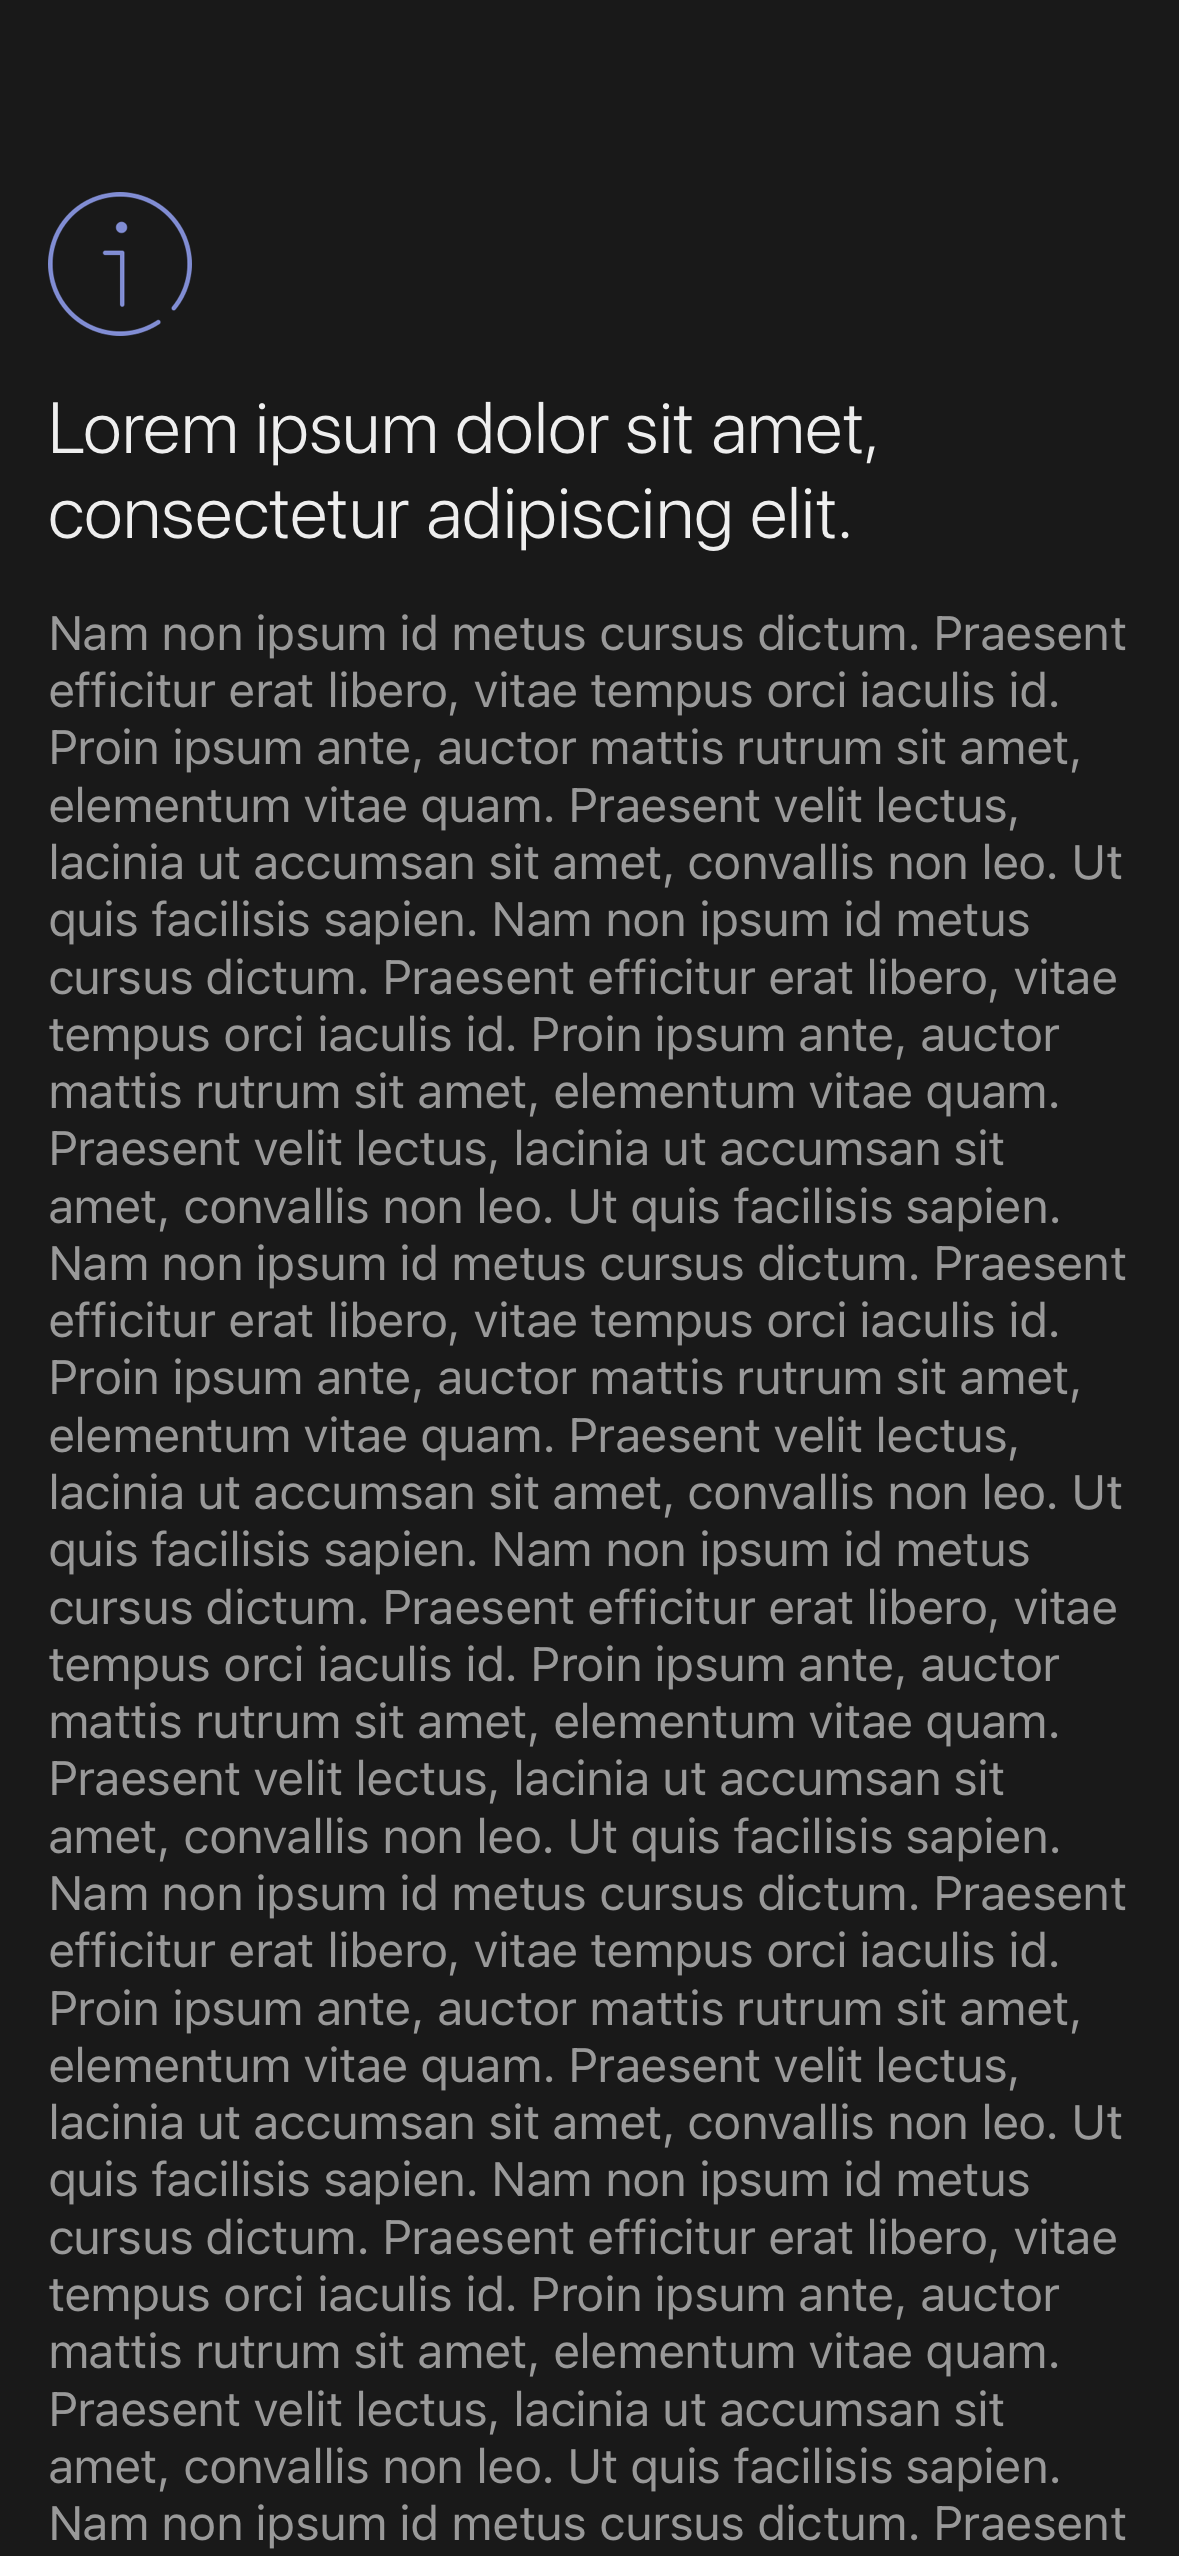 Lorem ipsum dolor sit amet,
consectetur adipiscing elit.
Nam non ipsum id metus cursus dictum. Praesent
efficitur erat libero, vitae tempus orci iaculis id.
Proin ipsum ante, auctor mattis rutrum sit amet,
elementum vitae quam. Praesent velit lectus,
lacinia ut accumsan sit amet, convallis non leo. Ut
quis facilisis sapien. Nam non ipsum id metus
cursus dictum. Praesent efficitur erat libero, vitae
tempus orci iaculis id. Proin ipsum ante, auctor
mattis rutrum sit amet, elementum vitae quam.
Praesent velit lectus, lacinia ut accumsan sit
amet, convallis non leo. Ut quis facilisis sapien.
Nam non ipsum id metus cursus dictum. Praesent
efficitur erat libero, vitae tempus orci iaculis id.
Proin ipsum ante, auctor mattis rutrum sit amet,
elementum vitae quam. Praesent velit lectus,
lacinia ut accumsan sit amet, convallis non leo. Ut
quis facilisis sapien. Nam non ipsum id metus
cursus dictum. Praesent efficitur erat libero, vitae
tempus orci iaculis id. Proin ipsum ante, auctor
mattis rutrum sit amet, elementum vitae quam.
Praesent velit lectus, lacinia ut accumsan sit
amet, convallis non leo. Ut quis facilisis sapien.
Nam non ipsum id metus cursus dictum. Praesent
efficitur erat libero, vitae tempus orci iaculis id.
Proin ipsum ante, auctor mattis rutrum sit amet,
elementum vitae quam. Praesent velit lectus,
lacinia ut accumsan sit amet, convallis non leo. Ut
quis facilisis sapien. Nam non ipsum id metus
cursus dictum. Praesent efficitur erat libero, vitae
tempus orci iaculis id. Proin ipsum ante, auctor
mattis rutrum sit amet, elementum vitae quam.
Praesent velit lectus, lacinia ut accumsan sit
amet, convallis non leo. Ut quis facilisis sapien.
Nam non ipsum id metus cursus dictum. Praesent